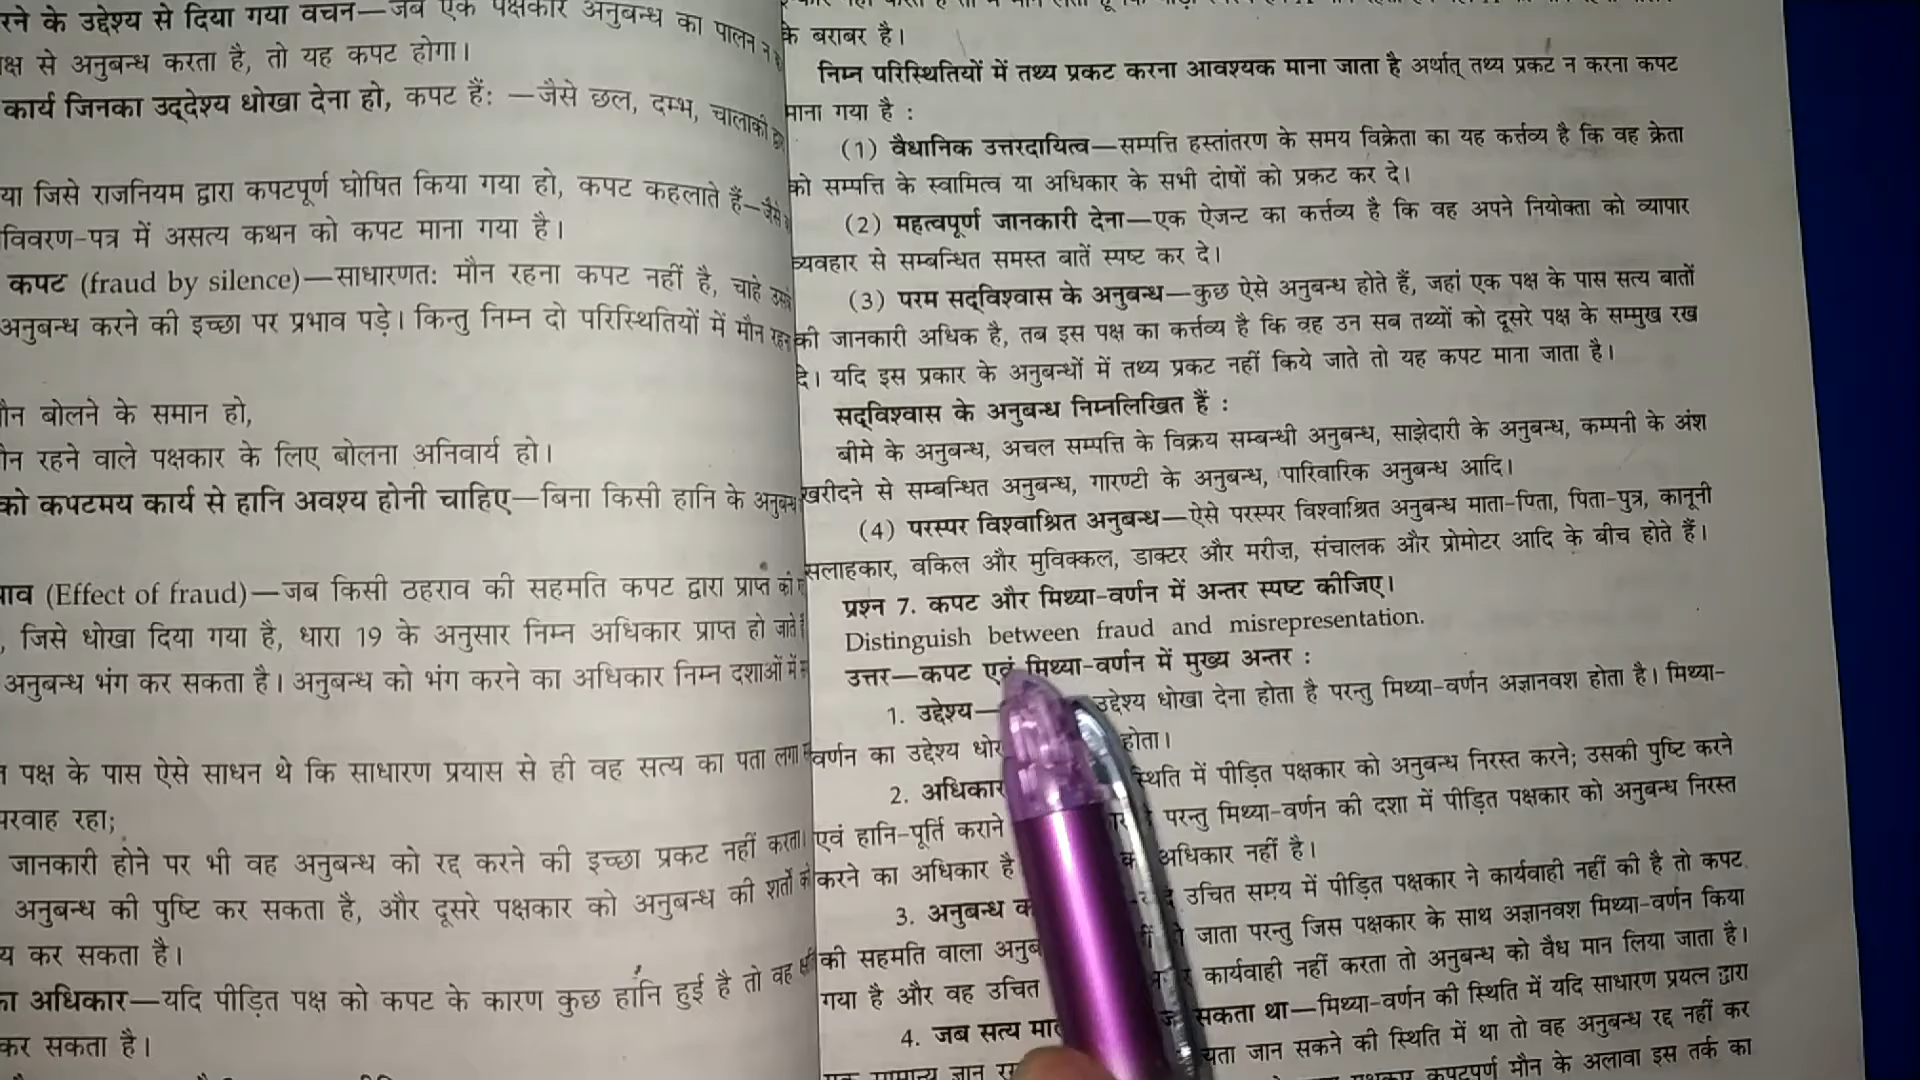 रने के उद्देश्य से दिया गया वचन—जब एक पक्षकार अनुबन्ध का पालन न
क्ष से अनुबन्ध करता है, तो यह कपट होगा।
कार्य जिनका उद्देश्य धोखा देना हो, कपट हैं: —जैसे छल, दम्भ, चालाकी
या जिसे राजनियम द्वारा कपटपूर्ण घोषित किया गया हो, कपट कहलाते हैं—जैसे
विवरण-पत्र में असत्य कथन को कपट माना गया है।
कपट (fraud by silence)—साधारणत: मौन रहना कपट नहीं है, चाहे उससे
अनुबन्ध करने की इच्छा पर प्रभाव पड़े। किन्तु निम्न दो परिस्थितियों में मौन रहना
ौन बोलने के समान हो,
ौन रहने वाले पक्षकार के लिए बोलना अनिवार्य हो।
को कपटमय कार्य से हानि अवश्य होनी चाहिए—बिना किसी हानि के अनुबन्ध
भाव (Effect of fraud)—जब किसी ठहराव की सहमति कपट द्वारा प्राप्त की
, जिसे धोखा दिया गया है, धारा 19 के अनुसार निम्न अधिकार प्राप्त हो जाते
अनुबन्ध भंग कर सकता है। अनुबन्ध को भंग करने का अधिकार निम्न दशाओं में
त पक्ष के पास ऐसे साधन थे कि साधारण प्रयास से ही वह सत्य का पता लगा
परवाह रहा;
जानकारी होने पर भी वह अनुबन्ध को रद्द करने की इच्छा प्रकट नहीं करता।
अनुबन्ध की पुष्टि कर सकता है, और दूसरे पक्षकार को अनुबन्ध की शर्तों को
य कर सकता है।
का अधिकार—यदि पीड़ित पक्ष को कपट के कारण कुछ हानि हुई है तो वह
कर सकता है।
के बराबर है।
निम्न परिस्थितियों में तथ्य प्रकट करना आवश्यक माना जाता है अर्थात् तथ्य प्रकट न करना कपट
माना गया है :
(1) वैधानिक उत्तरदायित्व—सम्पत्ति हस्तांतरण के समय विक्रेता का यह कर्त्तव्य है कि वह क्रेता
को सम्पत्ति के स्वामित्व या अधिकार के सभी दोषों को प्रकट कर दे।
(2) महत्वपूर्ण जानकारी देना—एक ऐजन्ट का कर्त्तव्य है कि वह अपने नियोक्ता को व्यापार
व्यवहार से सम्बन्धित समस्त बातें स्पष्ट कर दे।
(3) परम सद्विश्वास के अनुबन्ध—कुछ ऐसे अनुबन्ध होते हैं, जहां एक पक्ष के पास सत्य बातों
की जानकारी अधिक है, तब इस पक्ष का कर्त्तव्य है कि वह उन सब तथ्यों को दूसरे पक्ष के सम्मुख रख
दे। यदि इस प्रकार के अनुबन्धों में तथ्य प्रकट नहीं किये जाते तो यह कपट माना जाता है।
सद्विश्वास के अनुबन्ध निम्नलिखित हैं :
बीमे के अनुबन्ध, अचल सम्पत्ति के विक्रय सम्बन्धी अनुबन्ध, साझेदारी के अनुबन्ध, कम्पनी के अंश
खरीदने से सम्बन्धित अनुबन्ध, गारण्टी के अनुबन्ध, पारिवारिक अनुबन्ध आदि।
(4) परस्पर विश्वाश्रित अनुबन्ध—ऐसे परस्पर विश्वाश्रित अनुबन्ध माता-पिता, पिता-पुत्र, कानूनी
सलाहकार, वकिल और मुविक्कल, डाक्टर और मरीज, संचालक और प्रोमोटर आदि के बीच होते हैं।
प्रश्न 7. कपट और मिथ्या-वर्णन में अन्तर स्पष्ट कीजिए।
Distinguish between fraud and misrepresentation.
उत्तर—कपट एवं मिथ्या-वर्णन में मुख्य अन्तर :
1. उद्देश्य— उद्देश्य धोखा देना होता है परन्तु मिथ्या-वर्णन अज्ञानवश होता है। मिथ्या-
वर्णन का उद्देश्य होता।
2. अधिकार स्थिति में पीड़ित पक्षकार को अनुबन्ध निरस्त करने; उसकी पुष्टि करने
एवं हानि-पूर्ति कराने परन्तु मिथ्या-वर्णन की दशा में पीड़ित पक्षकार को अनुबन्ध निरस्त
करने का अधिकार है अधिकार नहीं है।
3. अनुबन्ध उचित समय में पीड़ित पक्षकार ने कार्यवाही नहीं की है तो कपट
की सहमति वाला जाता परन्तु जिस पक्षकार के साथ अज्ञानवश मिथ्या-वर्णन किया
गया है और वह उचित कार्यवाही नहीं करता तो अनुबन्ध को वैध मान लिया जाता है।
4. जब सत्य सकता था—मिथ्या-वर्णन की स्थिति में यदि साधारण प्रयत्न द्वारा
जान सकने की स्थिति में था तो वह अनुबन्ध रद्द नहीं कर
कपटपूर्ण मौन के अलावा इस तर्क का